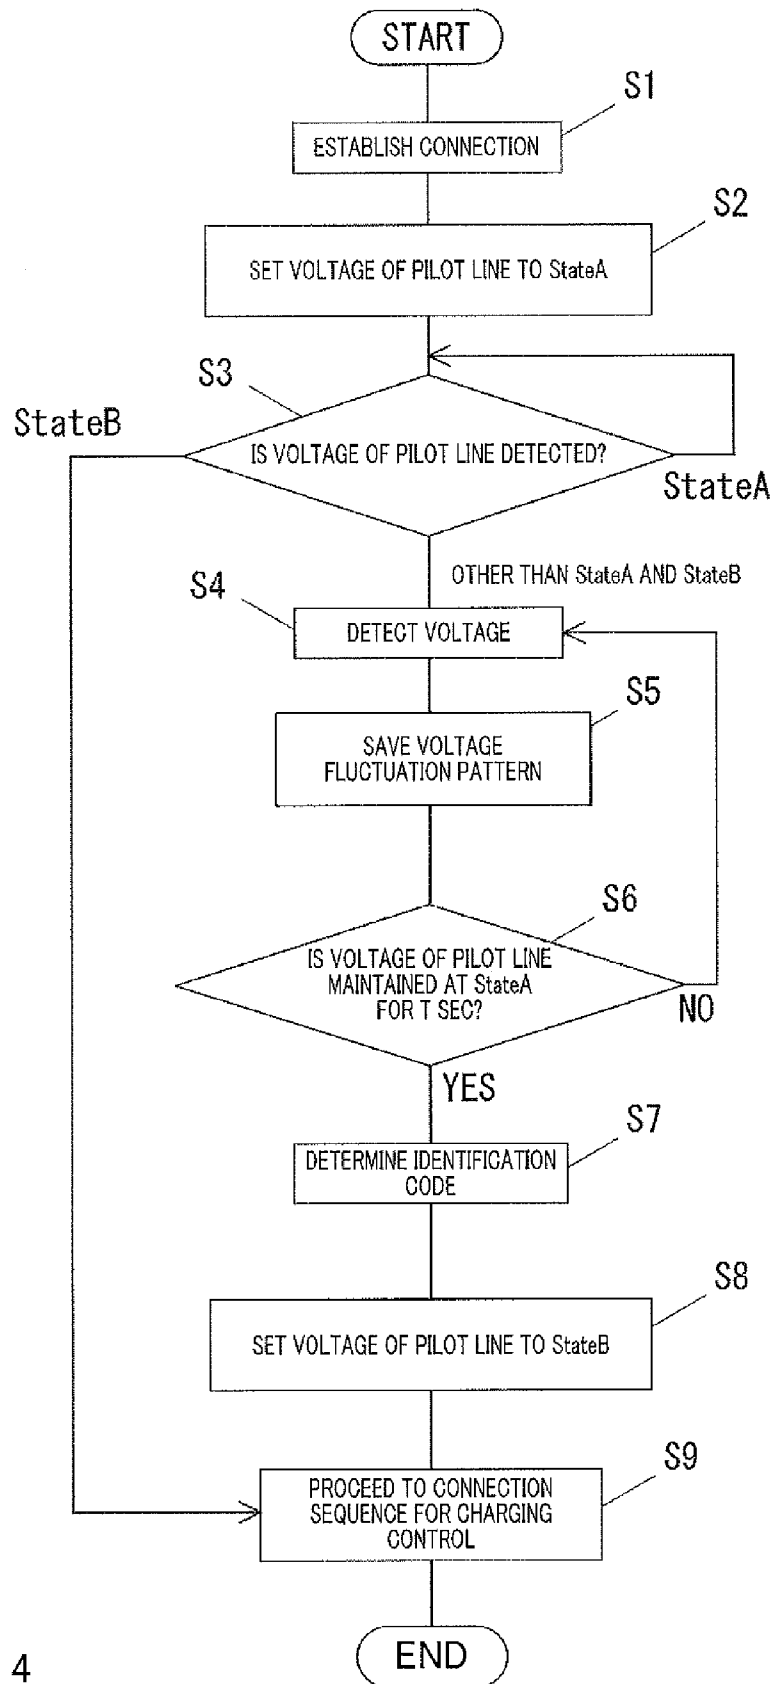 START
S1
ESTABLISH CONNECTION
S2
SET VOLTAGE OF PILOT LINE TO StateA
S3
StateB
IS VOLTAGE OF PILOT LINE DETECTED?
StateA
OTHER THAN StateA AND StateB
S4
DETECT VOLTAGE
S5
SAVE VOLTAGE
FLUCTUATION PATTERN
S6
IS VOLTAGE OF PILOT LINE
MAINTAINED AT StateA
FOR T SEC?
NO
YES
S7
DETERMINE IDENTIFICATION
CODE
S8
SET VOLTAGE OF PILOT LINE TO StateB
S9
PROCEED TO CONNECTION
SEQUENCE FOR CHARGING
CONTROL
END
4